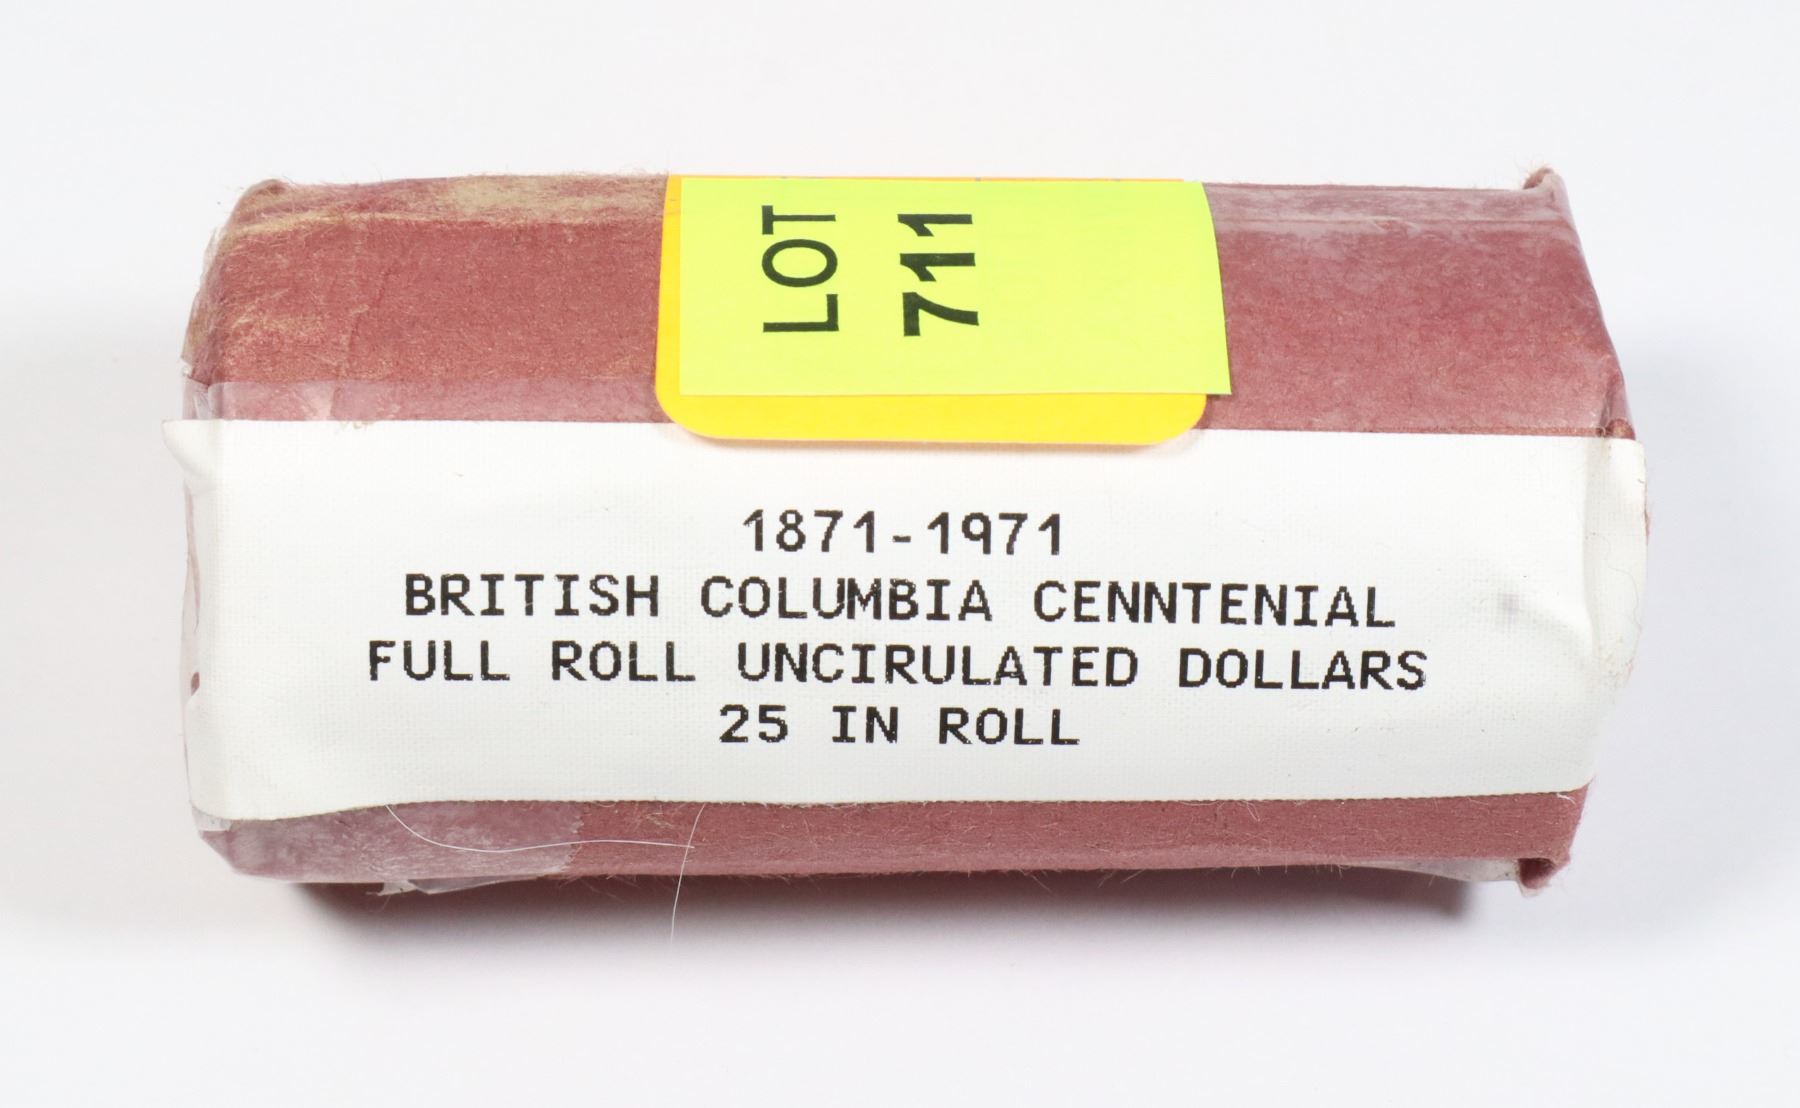 LOT
711
1871-1971
BRITISH COLUMBIA CENNTENIAL
FULL ROLL UNCIRULATED DOLLARS
25 IN ROLL